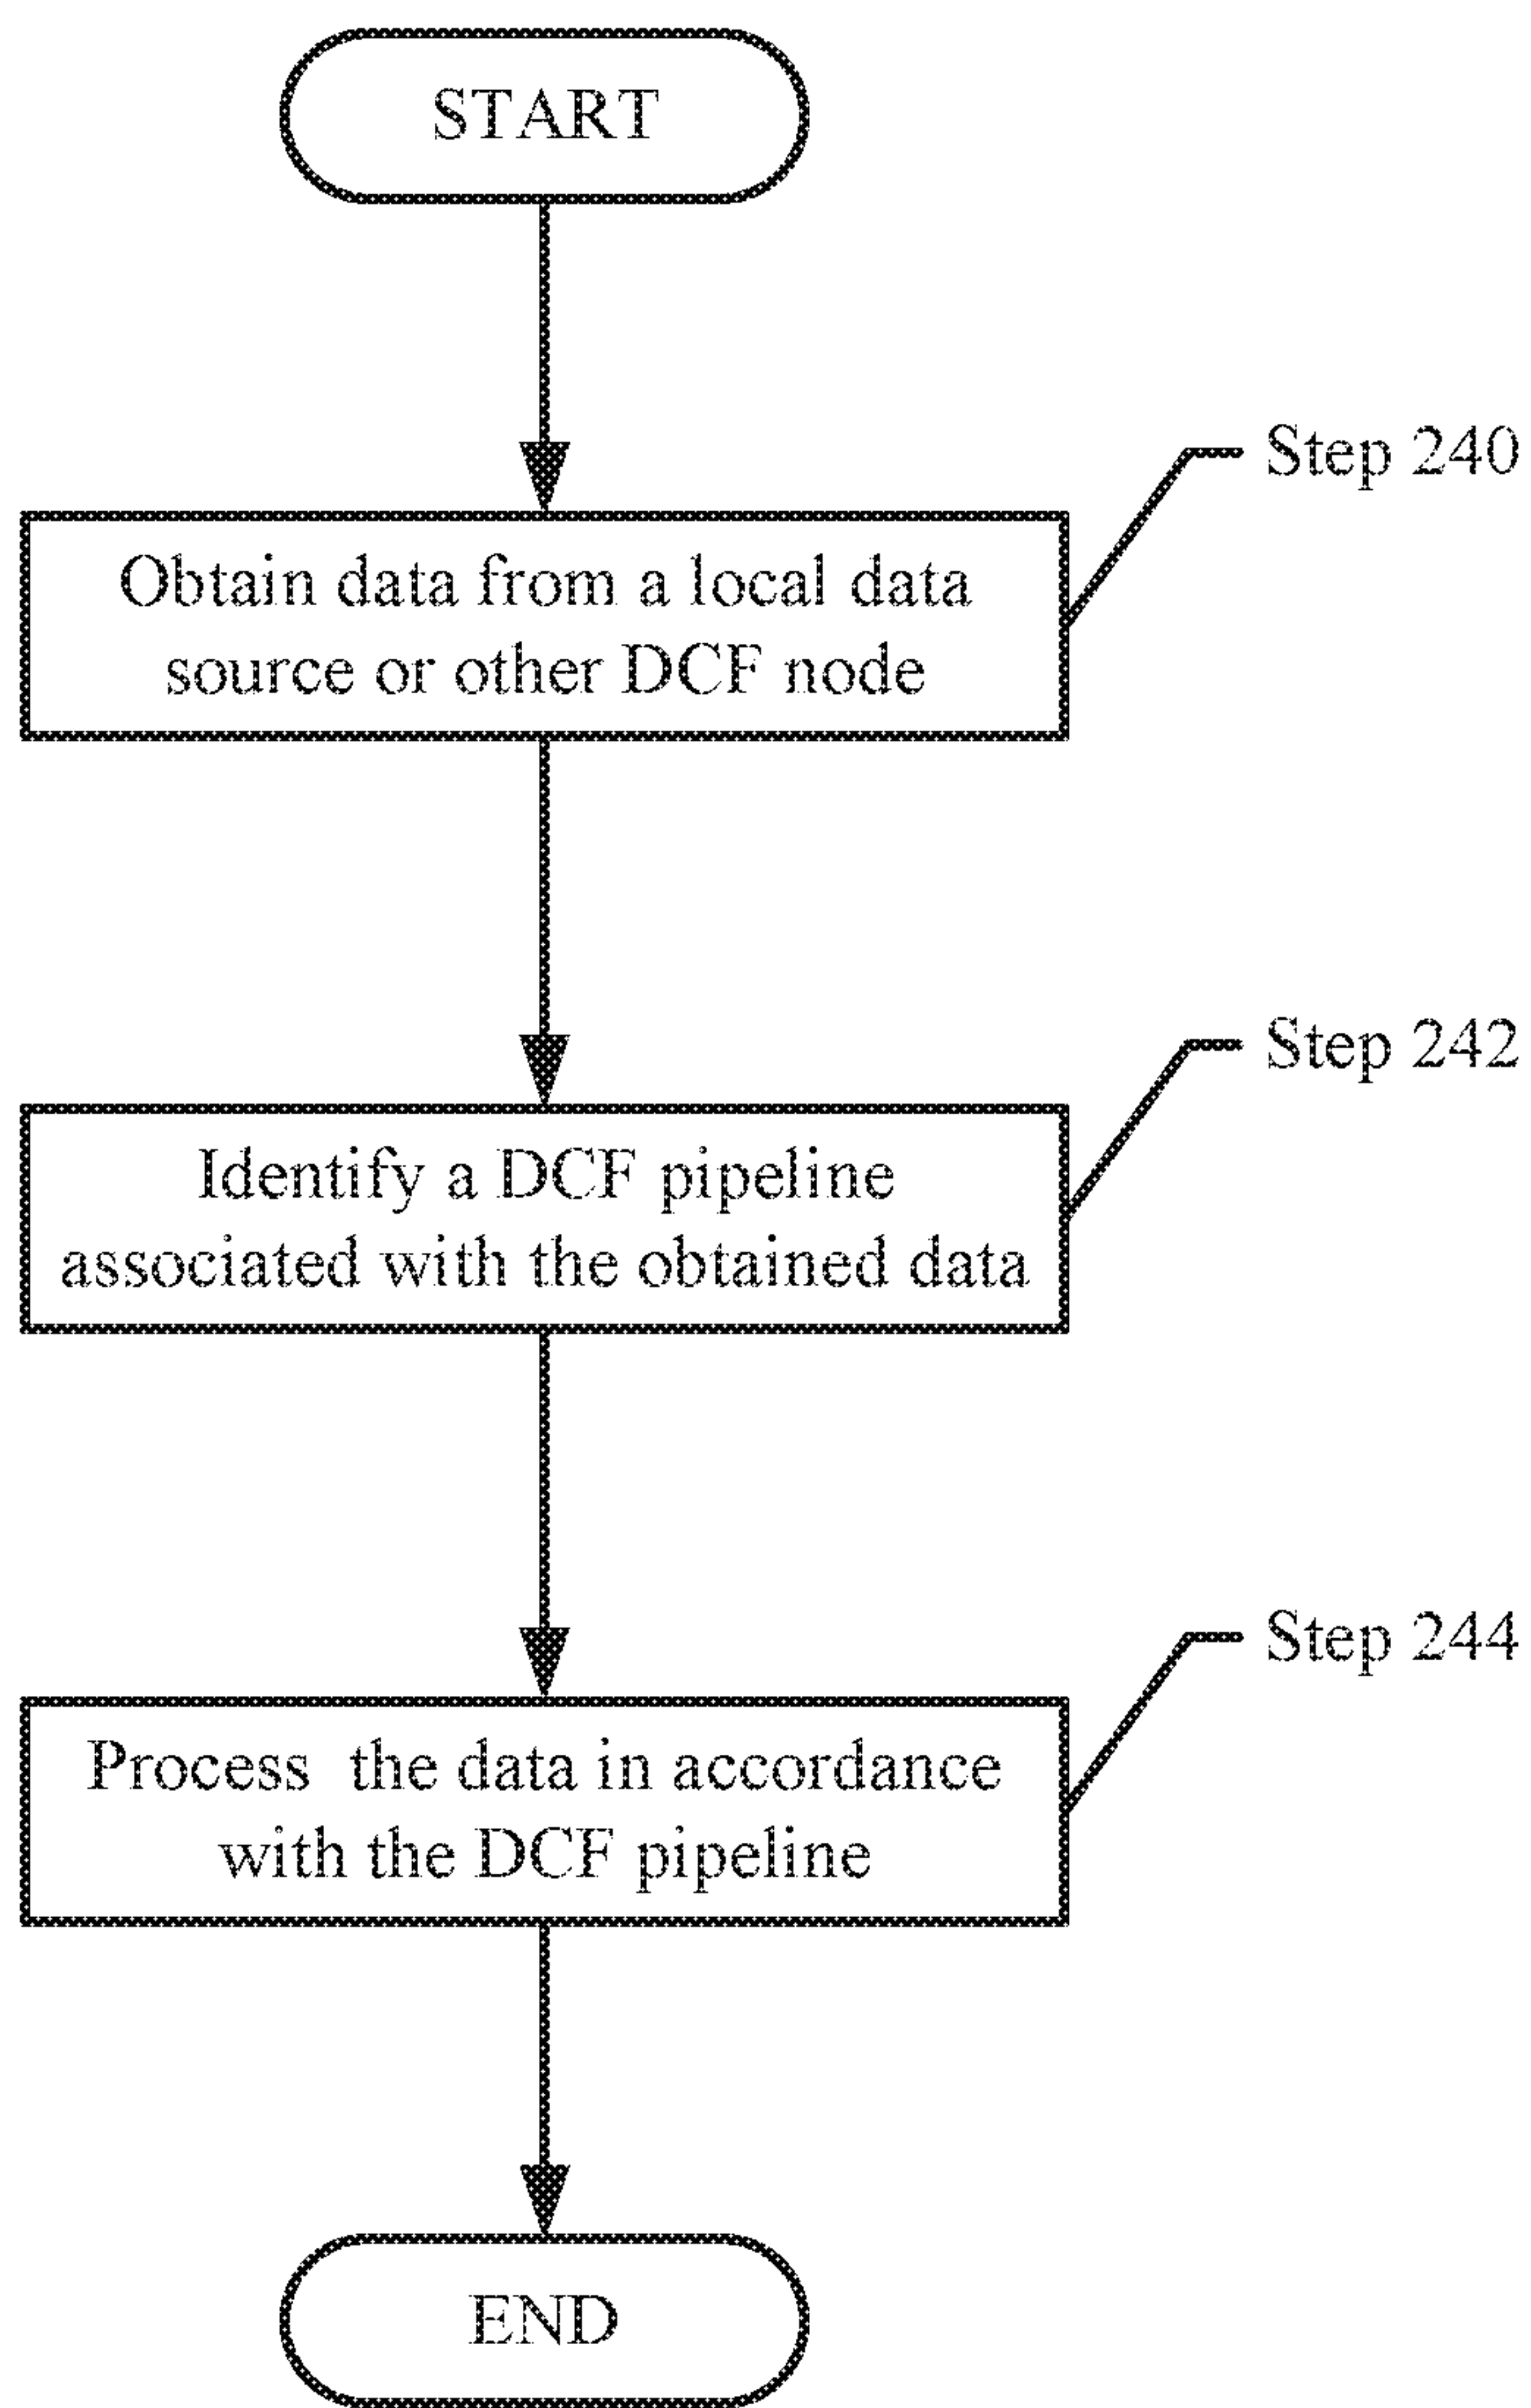 START
Step 240
Obtain data from a local data
source or other DCF node
Step 242
Identify a DCF pipeline
associated with the obtained data
Step 244
Process  the data in accordance
with the DCF pipeline
END